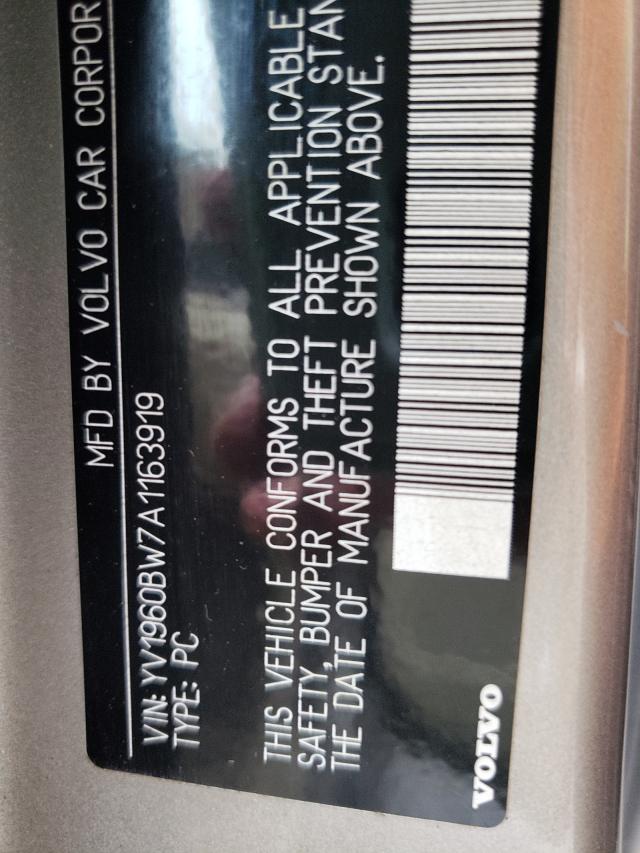 MFD BY VOLVO CAR CORPOR
VIN: YV1960BW7A1163919
TYPE: PC
THIS VEHICLE CONFORMS TO ALL APPLICABLE
SAFETY, BUMPER AND THEFT PREVENTION STAN
THE DATE OF MANUFACTURE SHOWN ABOVE.
VOLVO